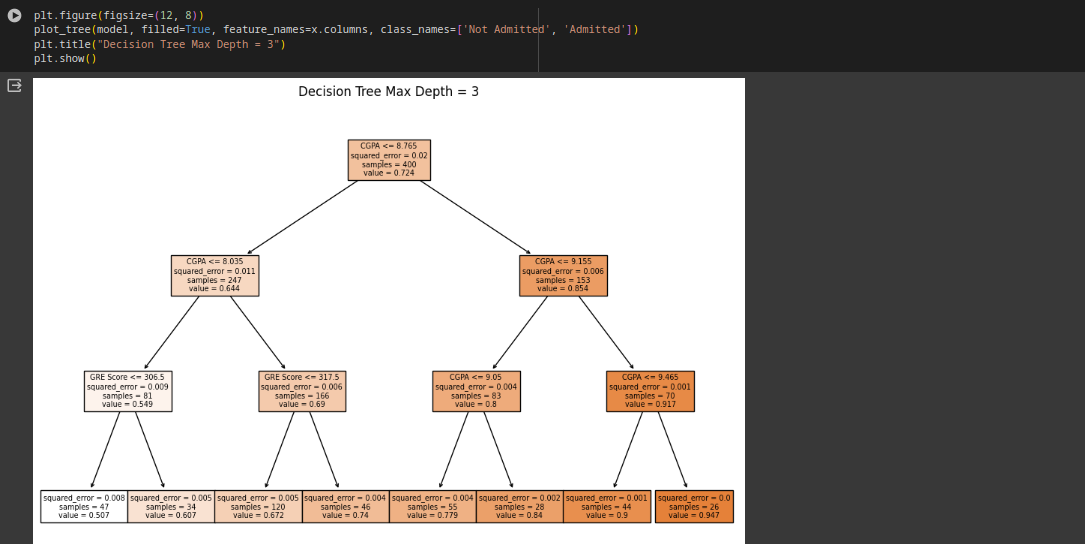 plt.figure(figsize=(12, 8))
plot_tree(model, filled=True, feature_names=x.columns, class_names=['Not Admitted', 'Admitted'])
plt.title("Decision Tree Max Depth = 3")
plt.show()
Decision Tree Max Depth = 3
CGPA <= 8.765
squared_error = 0.02
samples = 400
value = 0.724
CGPA <= 8.035
squared_error = 0.011
samples = 247
value = 0.644
CGPA <= 9.155
squared_error = 0.006
samples = 153
value = 0.854
GRE Score <= 306.5
squared_error = 0.009
samples = 81
value = 0.549
GRE Score <= 317.5
squared_error = 0.006
samples = 166
value = 0.69
CGPA <= 9.05
squared_error = 0.004
samples = 83
value = 0.8
CGPA <= 9.465
squared_error = 0.001
samples = 70
value = 0.917
squared_error = 0.008
samples = 47
value = 0.507
squared_error = 0.005
samples = 34
value = 0.607
squared_error = 0.005
samples = 120
value = 0.672
squared_error = 0.004
samples = 46
value = 0.74
squared_error = 0.004
samples = 55
value = 0.779
squared_error = 0.002
samples = 28
value = 0.84
squared_error = 0.001
samples = 44
value = 0.9
squared_error = 0.0
samples = 26
value = 0.947